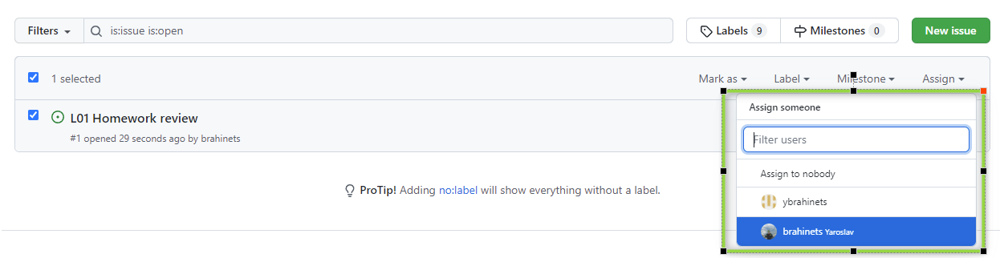 Filters is:issue is:open Labels 9 Milestones 0 New issue
1 selected Mark as Label Milestone Assign
L01 Homework review
#1 opened 29 seconds ago by brahinets
Assign someone
Filter users
Assign to nobody
ProTip! Adding no:label will show everything without a label.
ybrahinets
brahinets Yaroslav